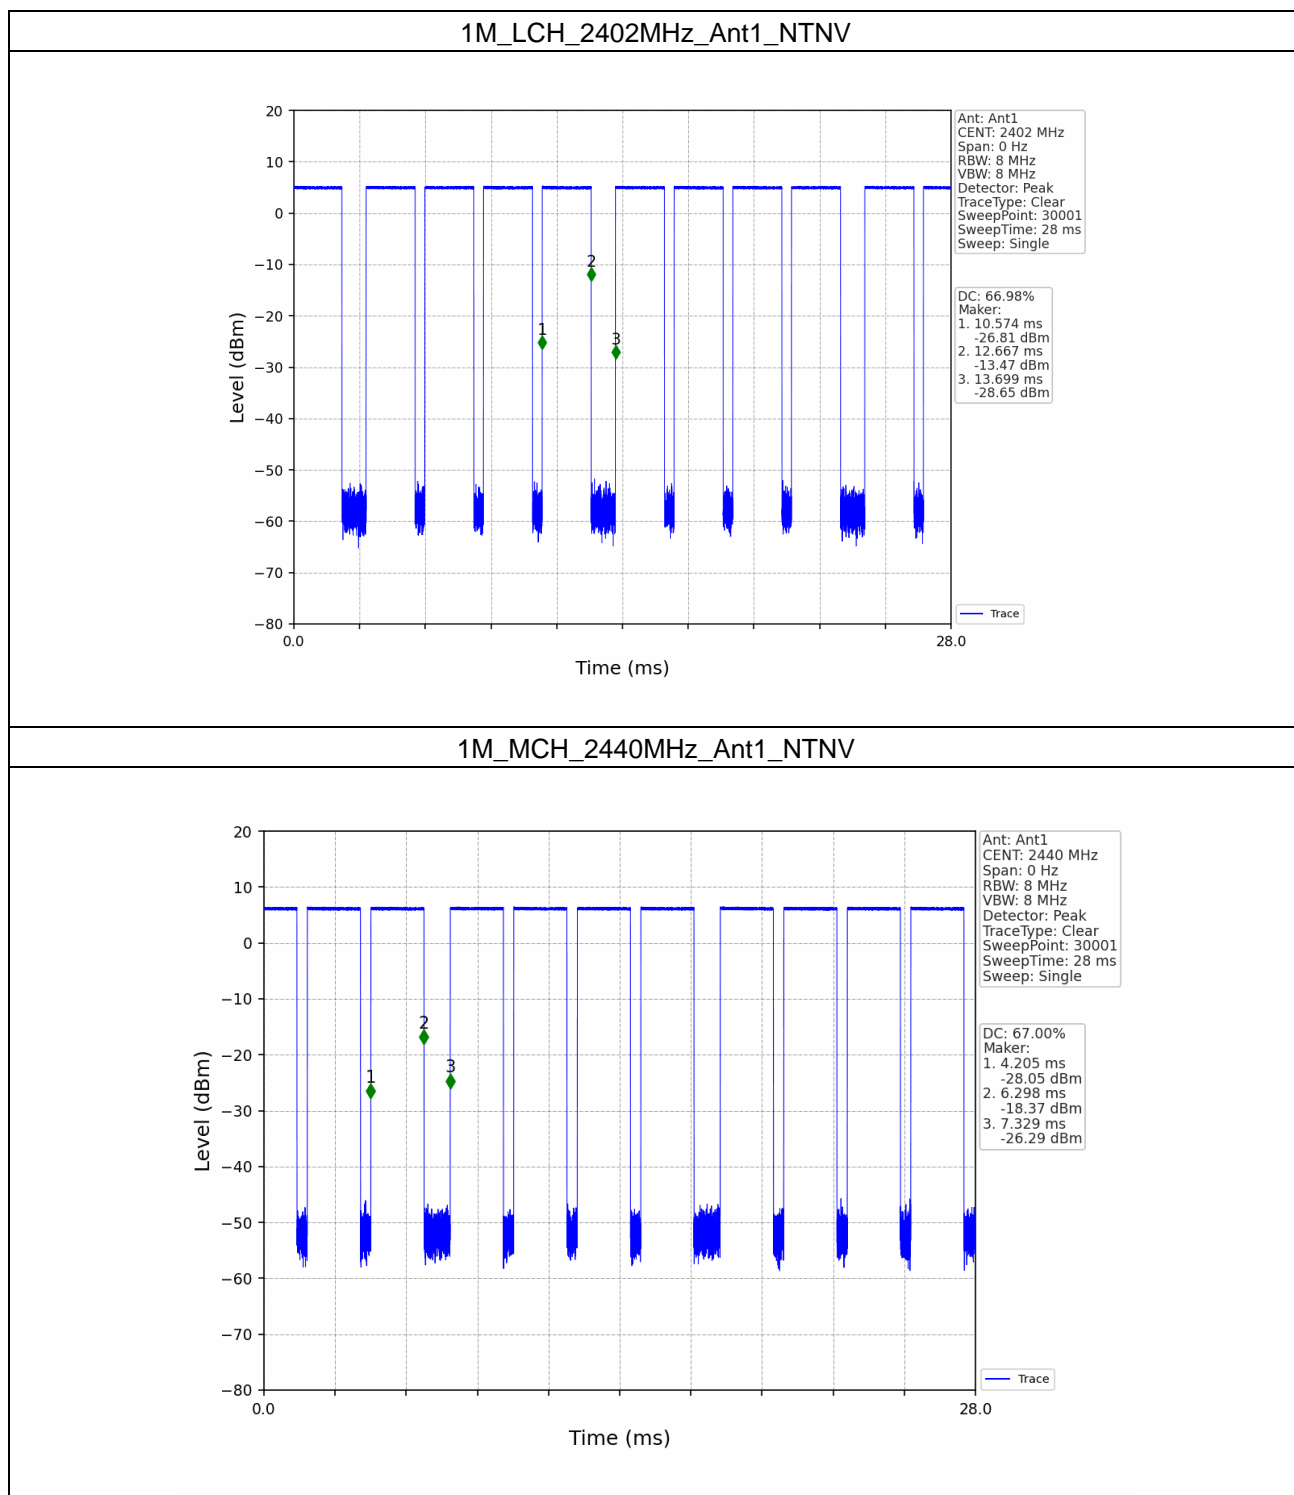 1M_LCH_2402MHz_Ant1_NTNV
20
10
0
−10
−20
−30
−40
−50
−60
−70
−80
Level (dBm)
1
2
3
0.0
28.0
Time (ms)
Ant: Ant1
CENT: 2402 MHz
Span: 0 Hz
RBW: 8 MHz
VBW: 8 MHz
Detector: Peak
TraceType: Clear
SweepPoint: 30001
SweepTime: 28 ms
Sweep: Single
DC: 66.98%
Maker:
1. 10.574 ms
-26.81 dBm
2. 12.667 ms
-13.47 dBm
3. 13.699 ms
-28.65 dBm
Trace
1M_MCH_2440MHz_Ant1_NTNV
20
10
0
−10
−20
−30
−40
−50
−60
−70
−80
Level (dBm)
1
2
3
0.0
28.0
Time (ms)
Ant: Ant1
CENT: 2440 MHz
Span: 0 Hz
RBW: 8 MHz
VBW: 8 MHz
Detector: Peak
TraceType: Clear
SweepPoint: 30001
SweepTime: 28 ms
Sweep: Single
DC: 67.00%
Maker:
1. 4.205 ms
-28.05 dBm
2. 6.298 ms
-18.37 dBm
3. 7.329 ms
-26.29 dBm
Trace